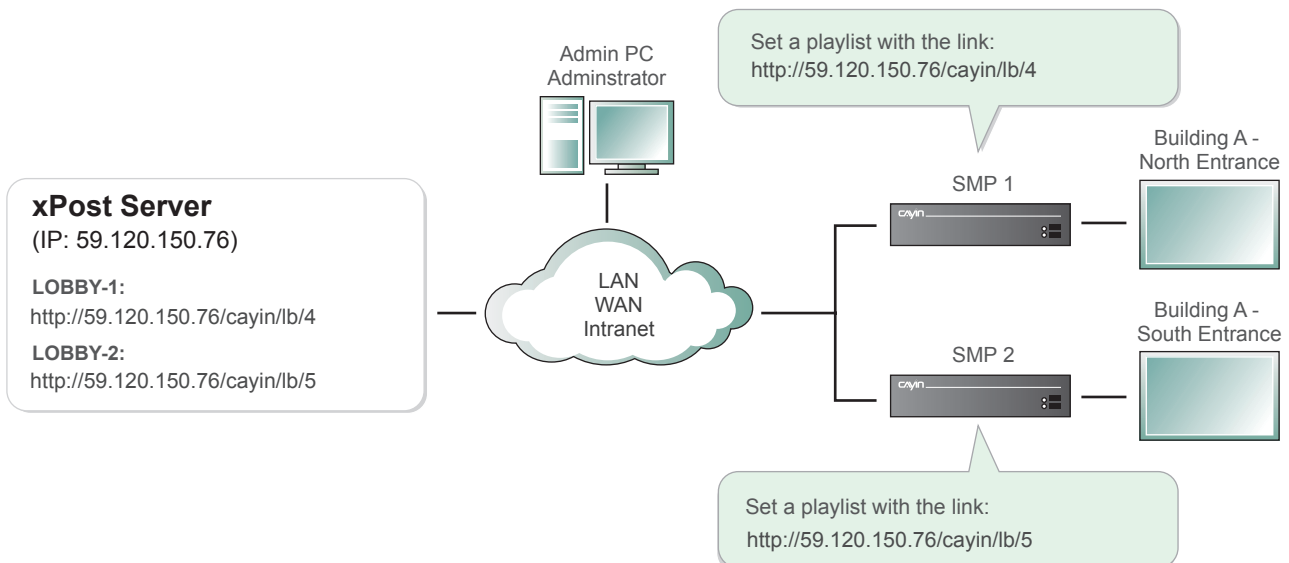 xPost Server
(IP: 59.120.150.76)
LOBBY-1:
http://59.120.150.76/cayin/lb/4
LOBBY-2:
http://59.120.150.76/cayin/lb/5
Admin PC
Adminstrator
LAN
WAN
Intranet
Set a playlist with the link:
http://59.120.150.76/cayin/lb/4
SMP 1
CAYIN
Building A -
North Entrance
SMP 2
CAYIN
Building A -
South Entrance
Set a playlist with the link:
http://59.120.150.76/cayin/lb/5